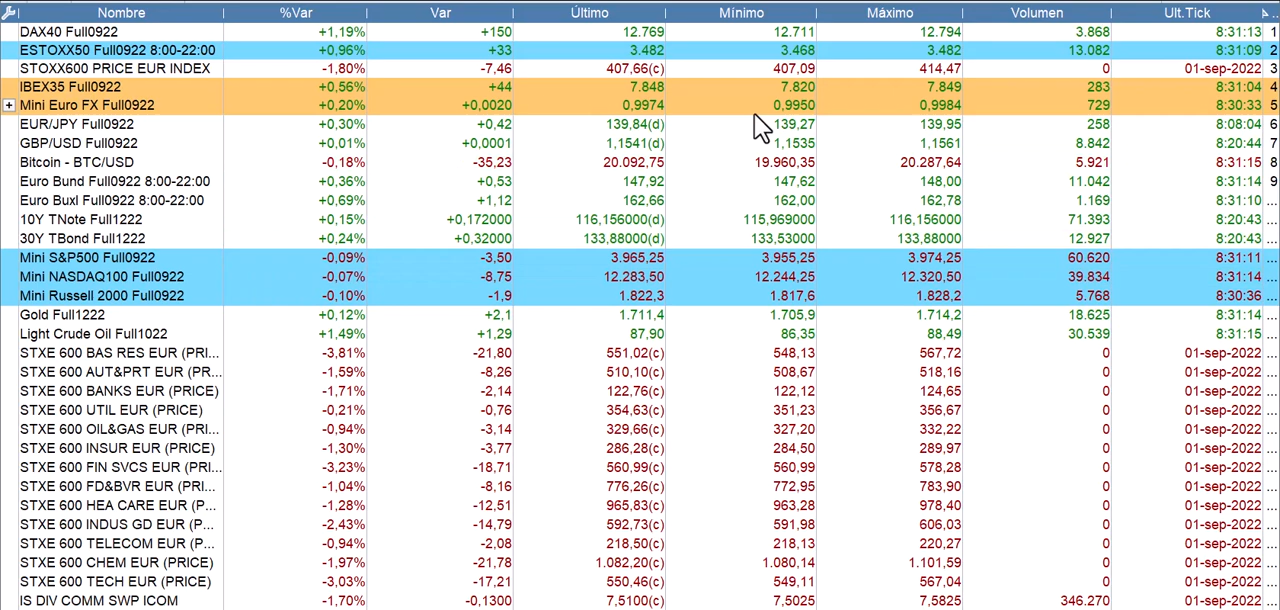 Nombre %Var Var Último Mínimo Máximo Volumen Ult.Tick ...
DAX40 Full0922 +1,19% +150 12.769 12.711 12.794 3.868 8:31:13 1
ESTOXX50 Full0922 8:00-22:00 +0,96% +33 3.482 3.468 3.482 13.082 8:31:09 2
STOXX600 PRICE EUR INDEX -1,80% -7,46 407,66(c) 407,09 414,47 0 01-sep-2022 3
IBEX35 Full0922 +0,56% +44 7.848 7.820 7.849 283 8:31:04 4
+ Mini Euro FX Full0922 +0,20% +0,0020 0,9974 0,9950 0,9984 729 8:30:33 5
EUR/JPY Full0922 +0,30% +0,42 139,84(d) 139,27 139,95 258 8:08:04 6
GBP/USD Full0922 +0,01% +0,0001 1,1541(d) 1,1535 1,1561 8.842 8:20:44 7
Bitcoin - BTC/USD -0,18% -35,23 20.092,75 19.960,35 20.287,64 5.921 8:31:15 8
Euro Bund Full0922 8:00-22:00 +0,36% +0,53 147,92 147,62 148,00 11.042 8:31:14 9
Euro Buxl Full0922 8:00-22:00 +0,69% +1,12 162,66 162,00 162,78 1.169 8:31:10 ...
10Y TNote Full1222 +0,15% +0,172000 116,156000(d) 115,969000 116,156000 71.393 8:20:43 ...
30Y TBond Full1222 +0,24% +0,32000 133,88000(d) 133,53000 133,88000 12.927 8:20:43 ...
Mini S&P500 Full0922 -0,09% -3,50 3.965,25 3.955,25 3.974,25 60.620 8:31:11 ...
Mini NASDAQ100 Full0922 -0,07% -8,75 12.283,50 12.244,25 12.320,50 39.834 8:31:14 ...
Mini Russell 2000 Full0922 -0,10% -1,9 1.822,3 1.817,6 1.828,2 5.768 8:30:36 ...
Gold Full1222 +0,12% +2,1 1.711,4 1.705,9 1.714,2 18.625 8:31:14 ...
Light Crude Oil Full1022 +1,49% +1,29 87,90 86,35 88,49 30.539 8:31:15 ...
STXE 600 BAS RES EUR (PRI... -3,81% -21,80 551,02(c) 548,13 567,72 0 01-sep-2022 ...
STXE 600 AUT&PRT EUR (PR... -1,59% -8,26 510,10(c) 508,67 518,16 0 01-sep-2022 ...
STXE 600 BANKS EUR (PRICE) -1,71% -2,14 122,76(c) 122,12 124,65 0 01-sep-2022 ...
STXE 600 UTIL EUR (PRICE) -0,21% -0,76 354,63(c) 351,23 356,67 0 01-sep-2022 ...
STXE 600 OIL&GAS EUR (PRI... -0,94% -3,14 329,66(c) 327,20 332,22 0 01-sep-2022 ...
STXE 600 INSUR EUR (PRICE) -1,30% -3,77 286,28(c) 284,50 289,97 0 01-sep-2022 ...
STXE 600 FIN SVCS EUR (PRI... -3,23% -18,71 560,99(c) 560,99 578,28 0 01-sep-2022 ...
STXE 600 FD&BVR EUR (PRI... -1,04% -8,16 776,26(c) 772,95 783,90 0 01-sep-2022 ...
STXE 600 HEA CARE EUR (P... -1,28% -12,51 965,83(c) 963,28 978,40 0 01-sep-2022 ...
STXE 600 INDUS GD EUR (P... -2,43% -14,79 592,73(c) 591,98 606,03 0 01-sep-2022 ...
STXE 600 TELECOM EUR (P... -0,94% -2,08 218,50(c) 218,13 220,27 0 01-sep-2022 ...
STXE 600 CHEM EUR (PRICE) -1,97% -21,78 1.082,20(c) 1.080,14 1.101,59 0 01-sep-2022 ...
STXE 600 TECH EUR (PRICE) -3,03% -17,21 550,46(c) 549,11 567,04 0 01-sep-2022 ...
IS DIV COMM SWP ICOM -1,70% -0,1300 7,5100(c) 7,5025 7,5825 346.270 01-sep-2022 ...